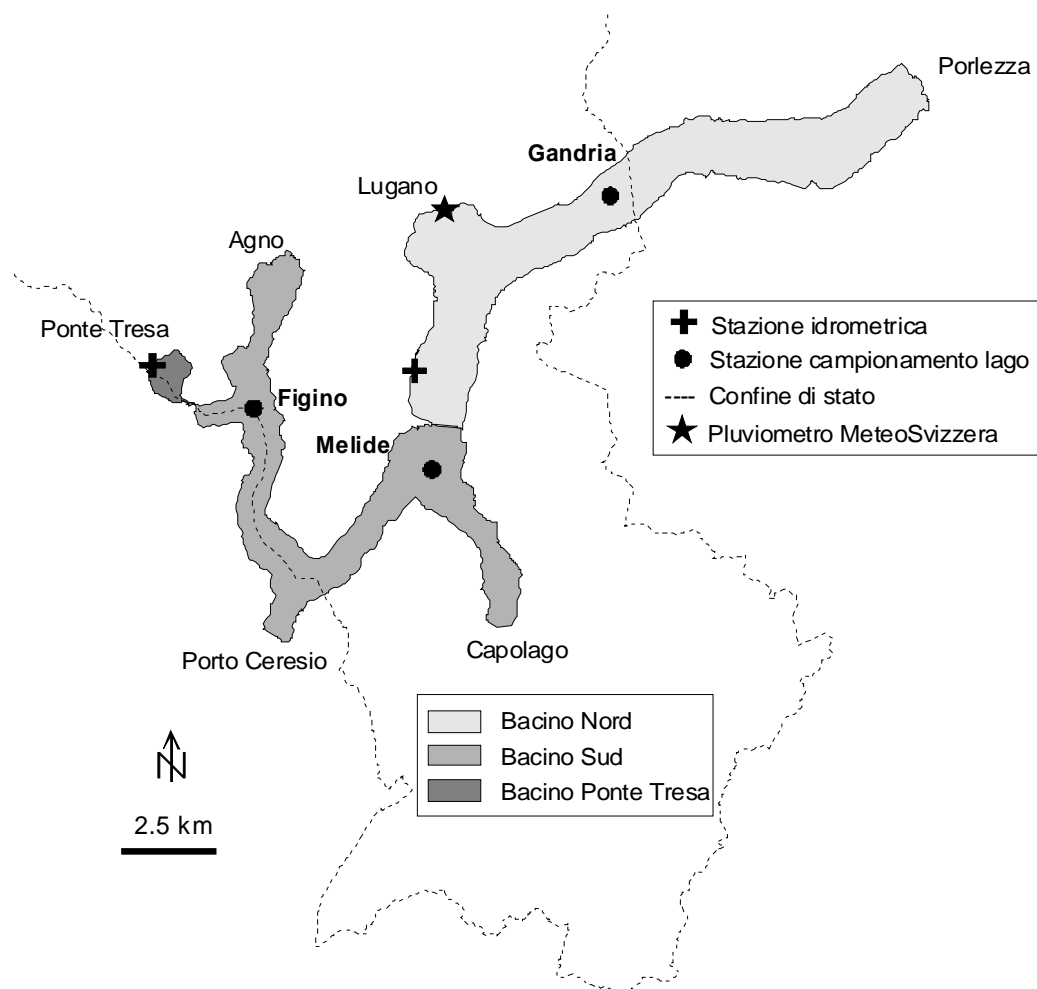 Porlezza
Gandria
Lugano
Agno
Ponte Tresa
Stazione idrometrica
Stazione campionamento lago
Confine di stato
Pluviometro MeteoSvizzera
Figino
Melide
Porto Ceresio
Capolago
Bacino Nord
Bacino Sud
Bacino Ponte Tresa
N
2.5 km